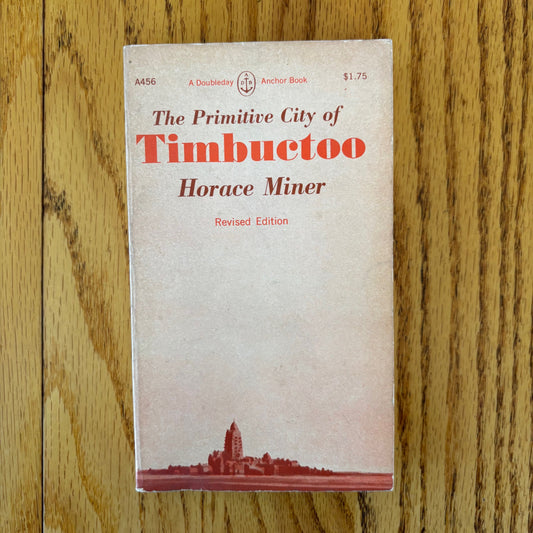 A456 A Doubleday Anchor Book $1.75
The Primitive City of
Timbuctoo
Horace Miner
Revised Edition